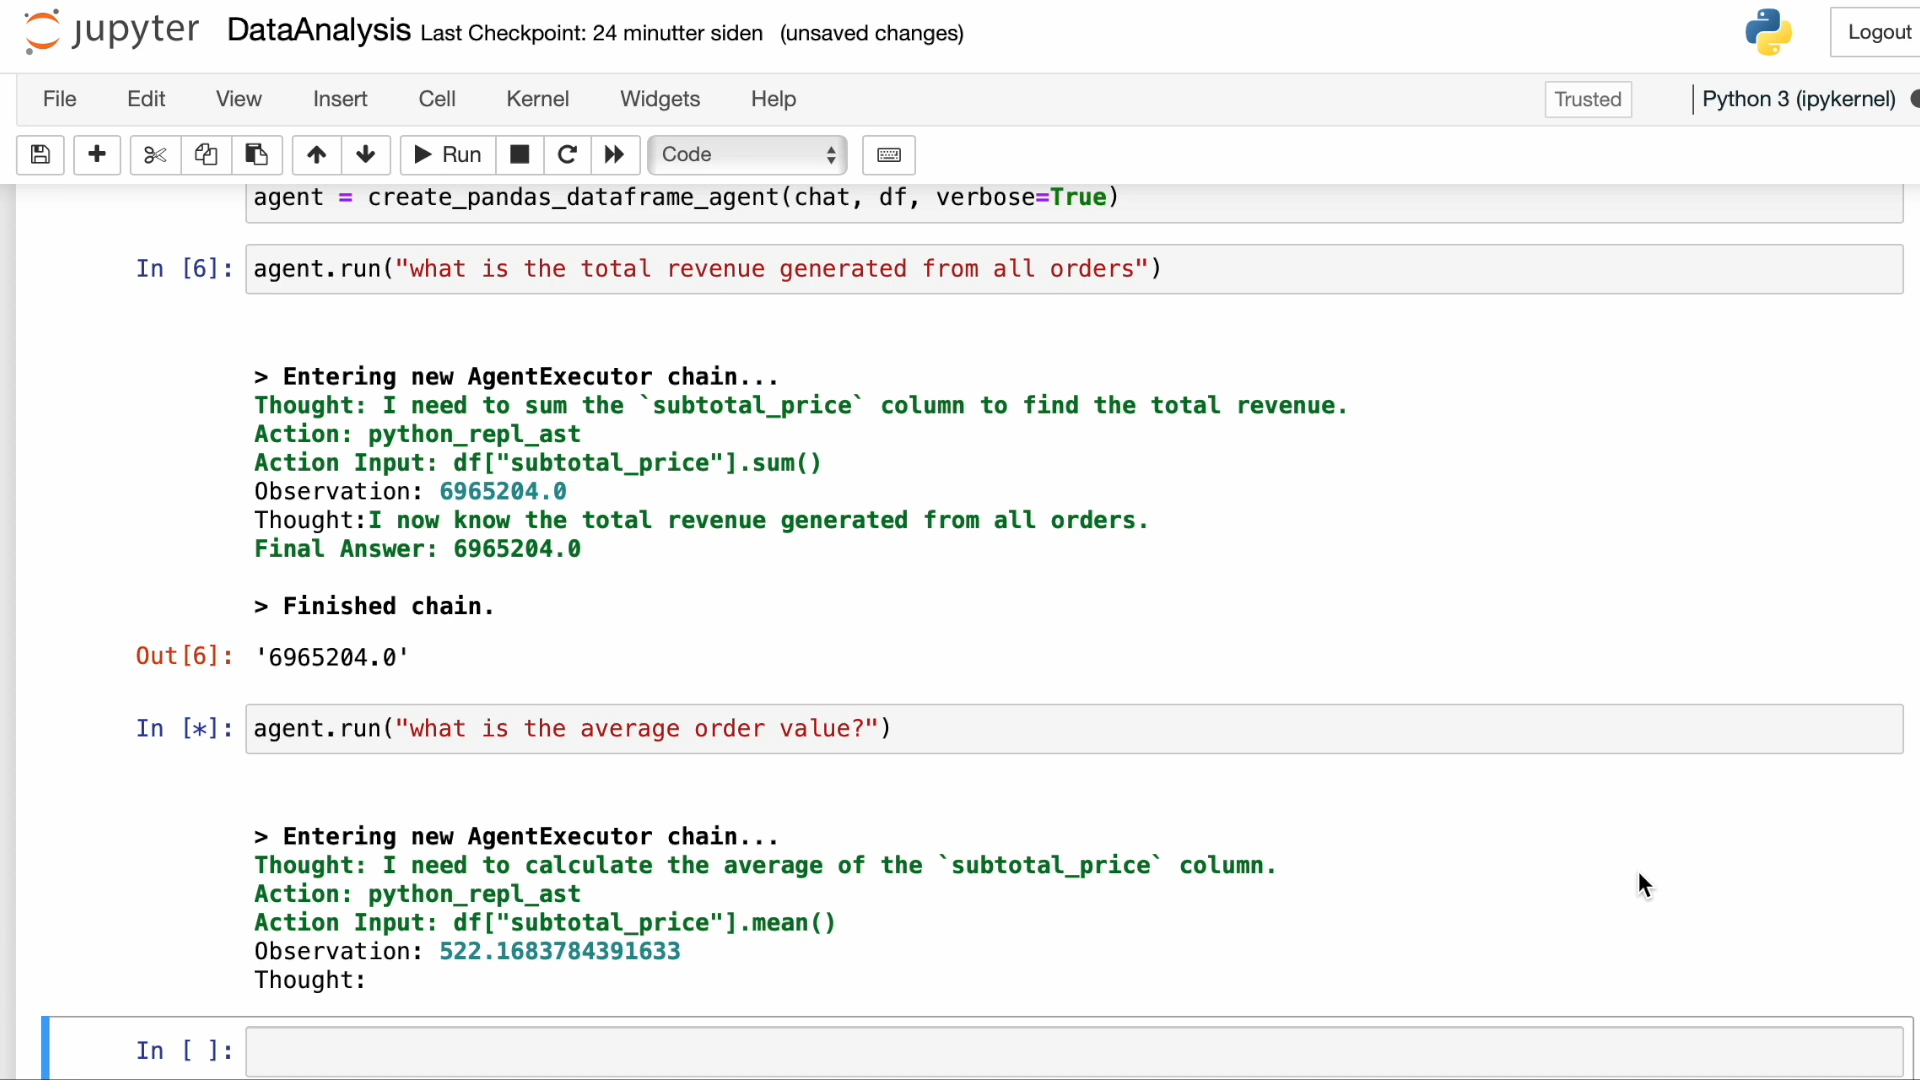 jupyter DataAnalysis Last Checkpoint: 24 minutter siden (unsaved changes) Logout
File Edit View Insert Cell Kernel Widgets Help Trusted Python 3 (ipykernel)
Run Code
agent = create_pandas_dataframe_agent(chat, df, verbose=True)
In [6]: agent.run("what is the total revenue generated from all orders")
> Entering new AgentExecutor chain...
Thought: I need to sum the `subtotal_price` column to find the total revenue.
Action: python_repl_ast
Action Input: df["subtotal_price"].sum()
Observation: 6965204.0
Thought:I now know the total revenue generated from all orders.
Final Answer: 6965204.0
> Finished chain.
Out[6]: '6965204.0'
In [*]: agent.run("what is the average order value?")
> Entering new AgentExecutor chain...
Thought: I need to calculate the average of the `subtotal_price` column.
Action: python_repl_ast
Action Input: df["subtotal_price"].mean()
Observation: 522.1683784391633
Thought:
In [ ]: